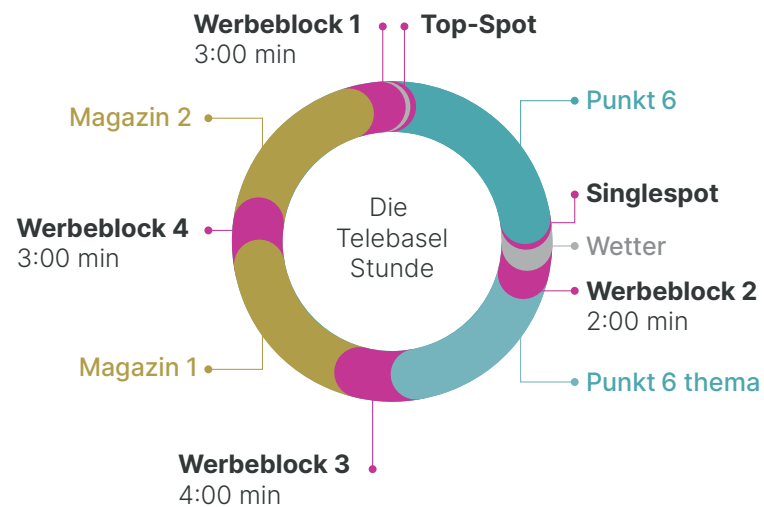 Werbeblock 1
3:00 min
Top-Spot
Punkt 6
Singlespot
Wetter
Werbeblock 2
2:00 min
Punkt 6 thema
Werbeblock 3
4:00 min
Magazin 1
Werbeblock 4
3:00 min
Magazin 2
Die
Telebasel
Stunde